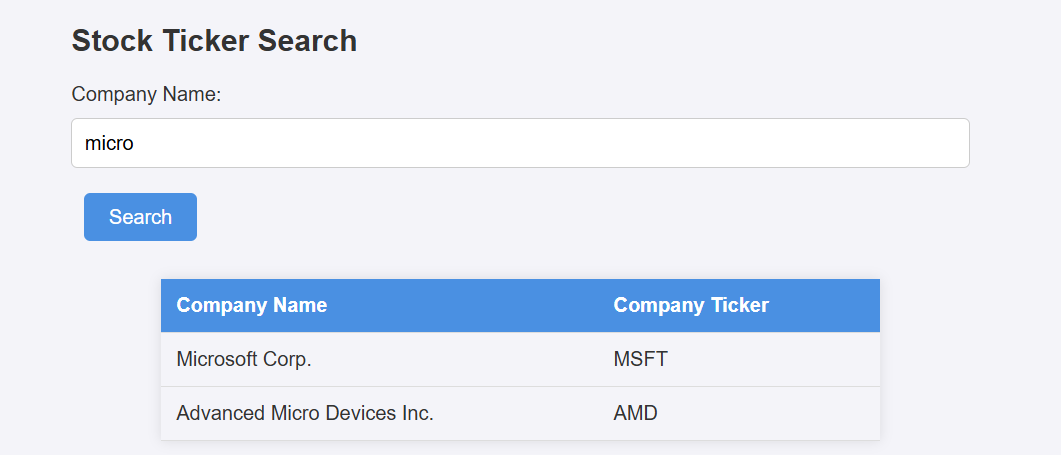 Stock Ticker Search
Company Name:
micro
Search
Company Name Company Ticker
Microsoft Corp. MSFT
Advanced Micro Devices Inc. AMD